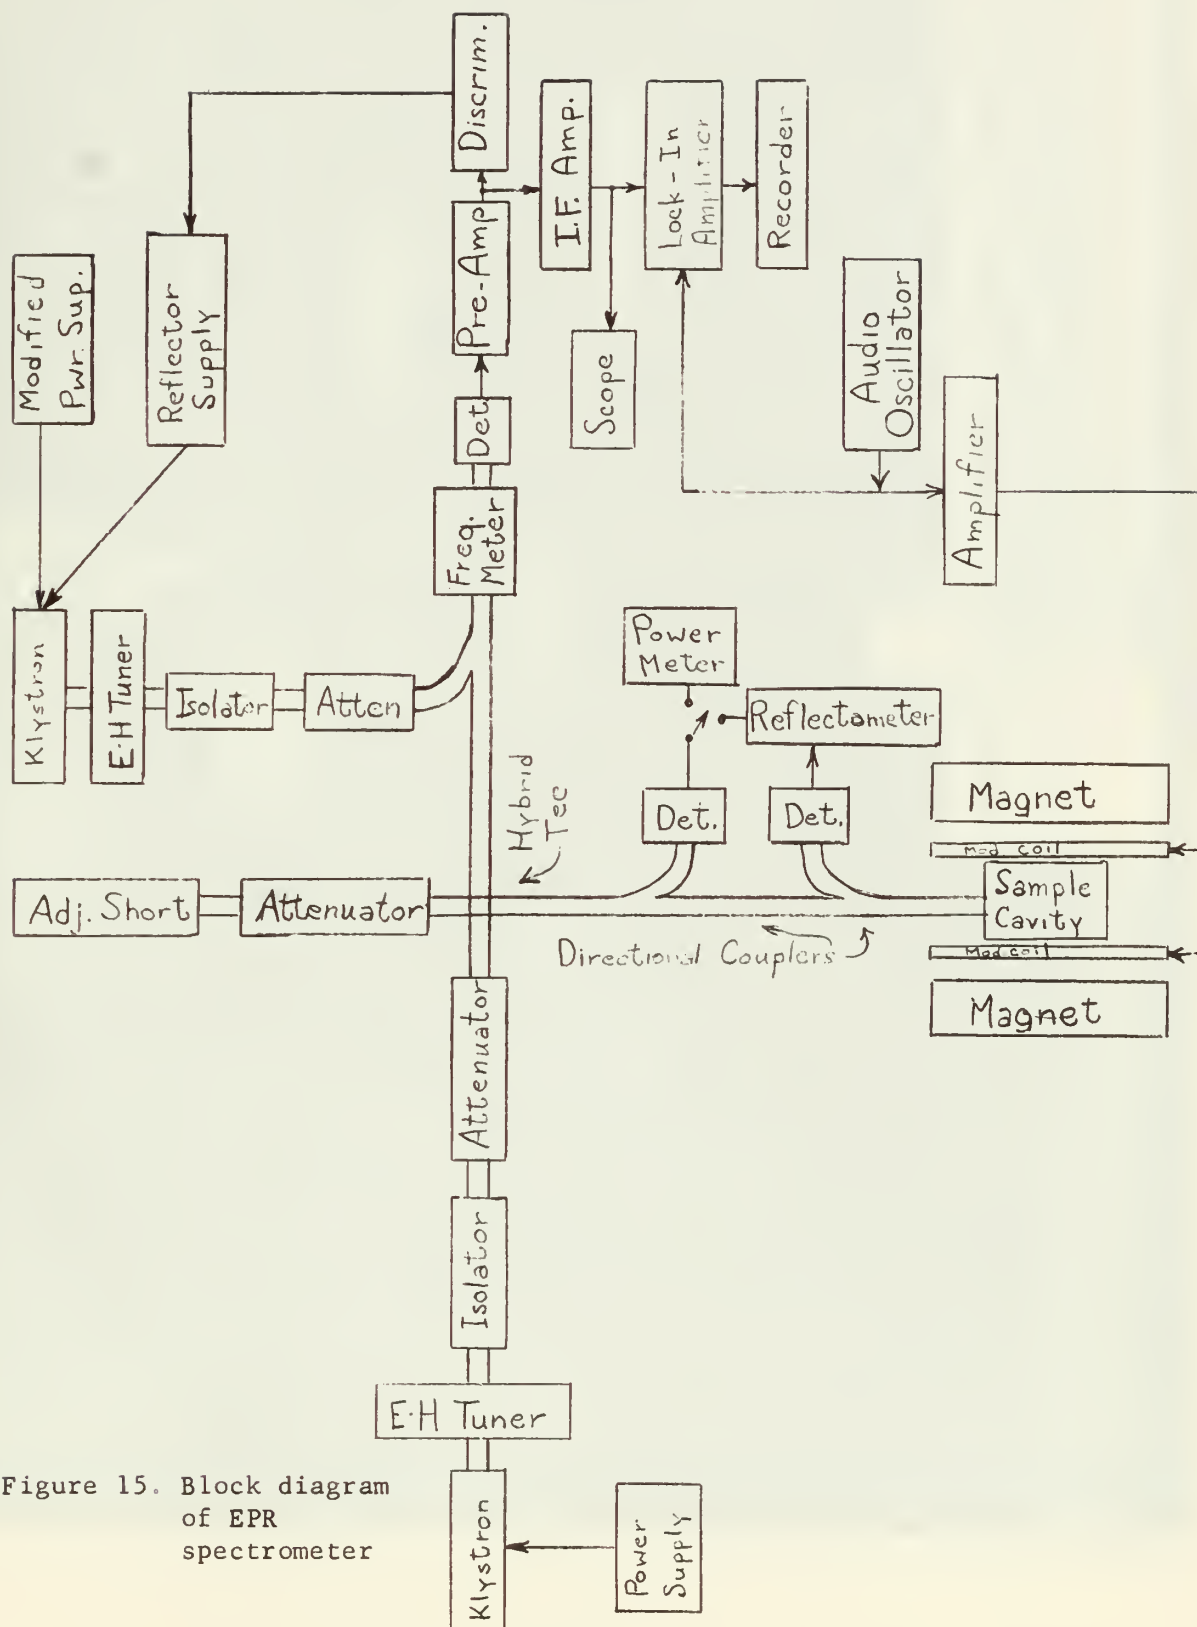 Discrim.
I.F. Amp.
Lock-In
Amplifier
Recorder
Modified
Pwr. Sup.
Reflector
Supply
Pre-Amp
Scope
Audio
Oscillator
Amplifier
Det
Freq.
Meter
Klystron
E-H Tuner
Isolator
Atten
Power
Meter
Reflectometer
Hybrid
Tee
Det.
Det.
Magnet
Mod coil
Adj. Short
Attenuator
Sample
Cavity
Directional Couplers
Mod coil
Magnet
Attenuator
Isolator
E-H Tuner
Klystron
Power
Supply
Figure 15. Block diagram
of EPR
spectrometer